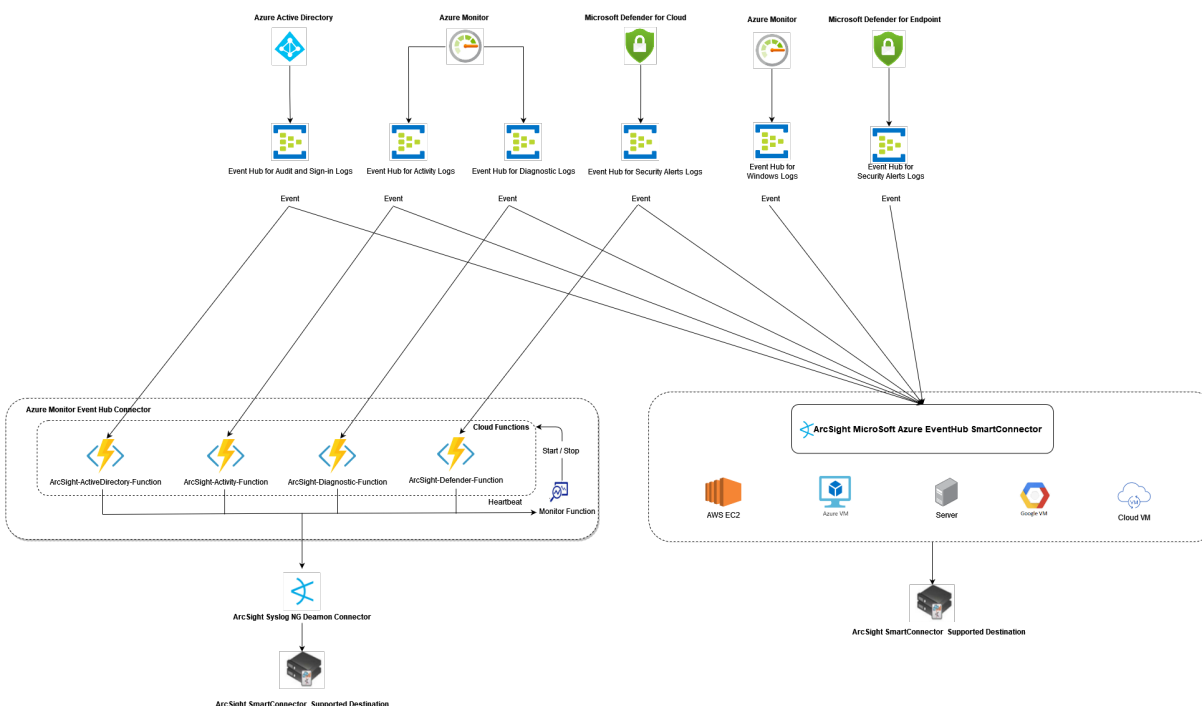 Azure Active Directory
Azure Monitor
Microsoft Defender for Cloud
Azure Monitor
Microsoft Defender for Endpoint
Event Hub for Audit and Sign-in Logs
Event Hub for Activity Logs
Event Hub for Diagnostic Logs
Event Hub for Security Alerts Logs
Event Hub for
Windows Logs
Event Hub for
Security Alerts Logs
Event
Event
Event
Event
Event
Event
Azure Monitor Event Hub Connector
Cloud Functions
Start / Stop
ArcSight-ActiveDirectory-Function
ArcSight-Activity-Function
ArcSight-Diagnostic-Function
ArcSight-Defender-Function
Heartbeat
Monitor Function
ArcSight MicroSoft Azure EventHub SmartConnector
AWS EC2
Azure VM
Server
Google VM
VM
Cloud VM
ArcSight Syslog NG Deamon Connector
ArcSight SmartConnector Supported Destination
ArcSight SmartConnector Supported Destination